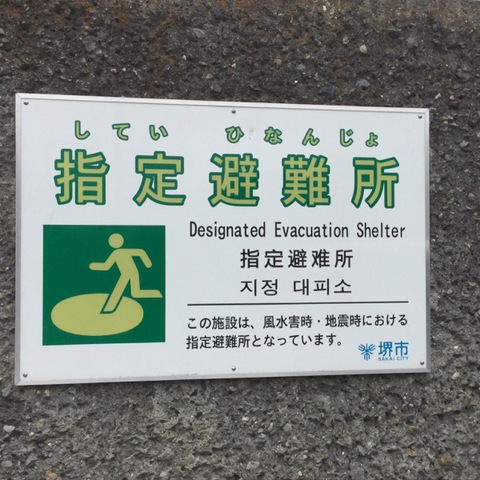 してい ひなんじょ
指定避難所
Designated Evacuation Shelter
指定避难所
지정 대피소
この施設は、風水害時・地震時における
指定避難所となっています。
堺市
SAKAI CITY